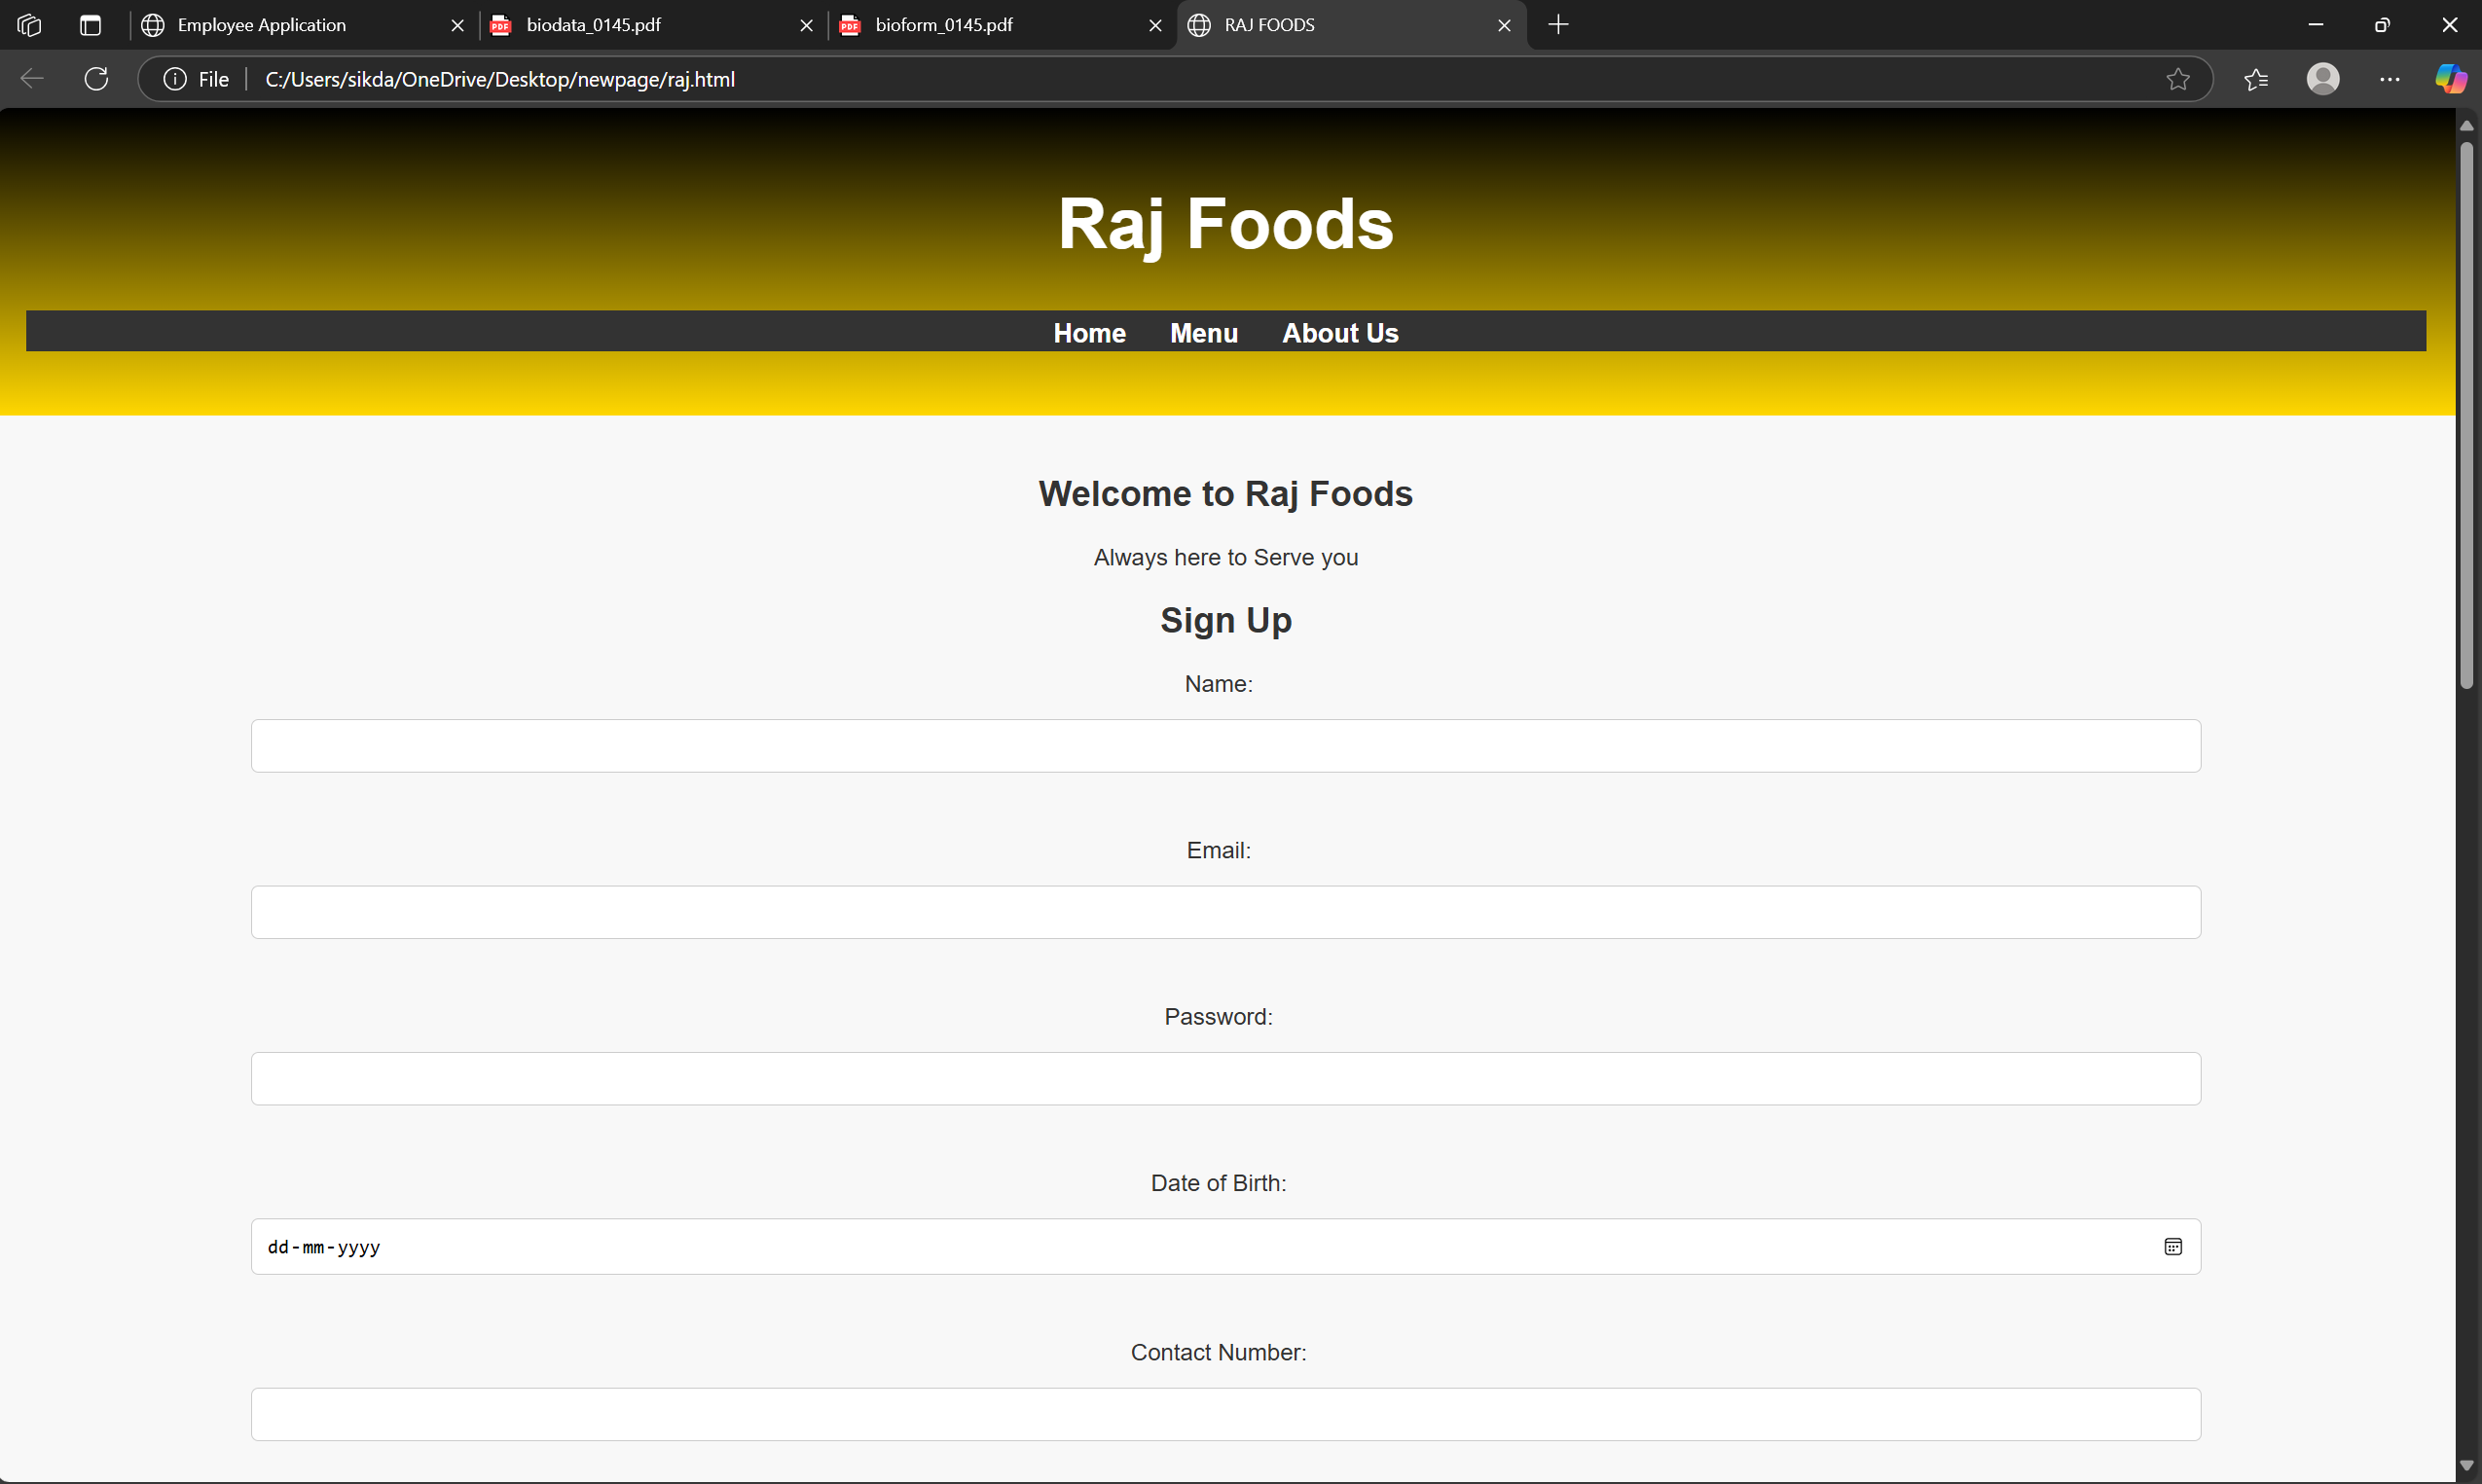 Employee Application
biodata_0145.pdf
bioform_0145.pdf
RAJ FOODS
File
C:/Users/sikda/OneDrive/Desktop/newpage/raj.html
Raj Foods
Home Menu About Us
Welcome to Raj Foods
Always here to Serve you
Sign Up
Name:
Email:
Password:
Date of Birth:
dd-mm-yyyy
Contact Number: